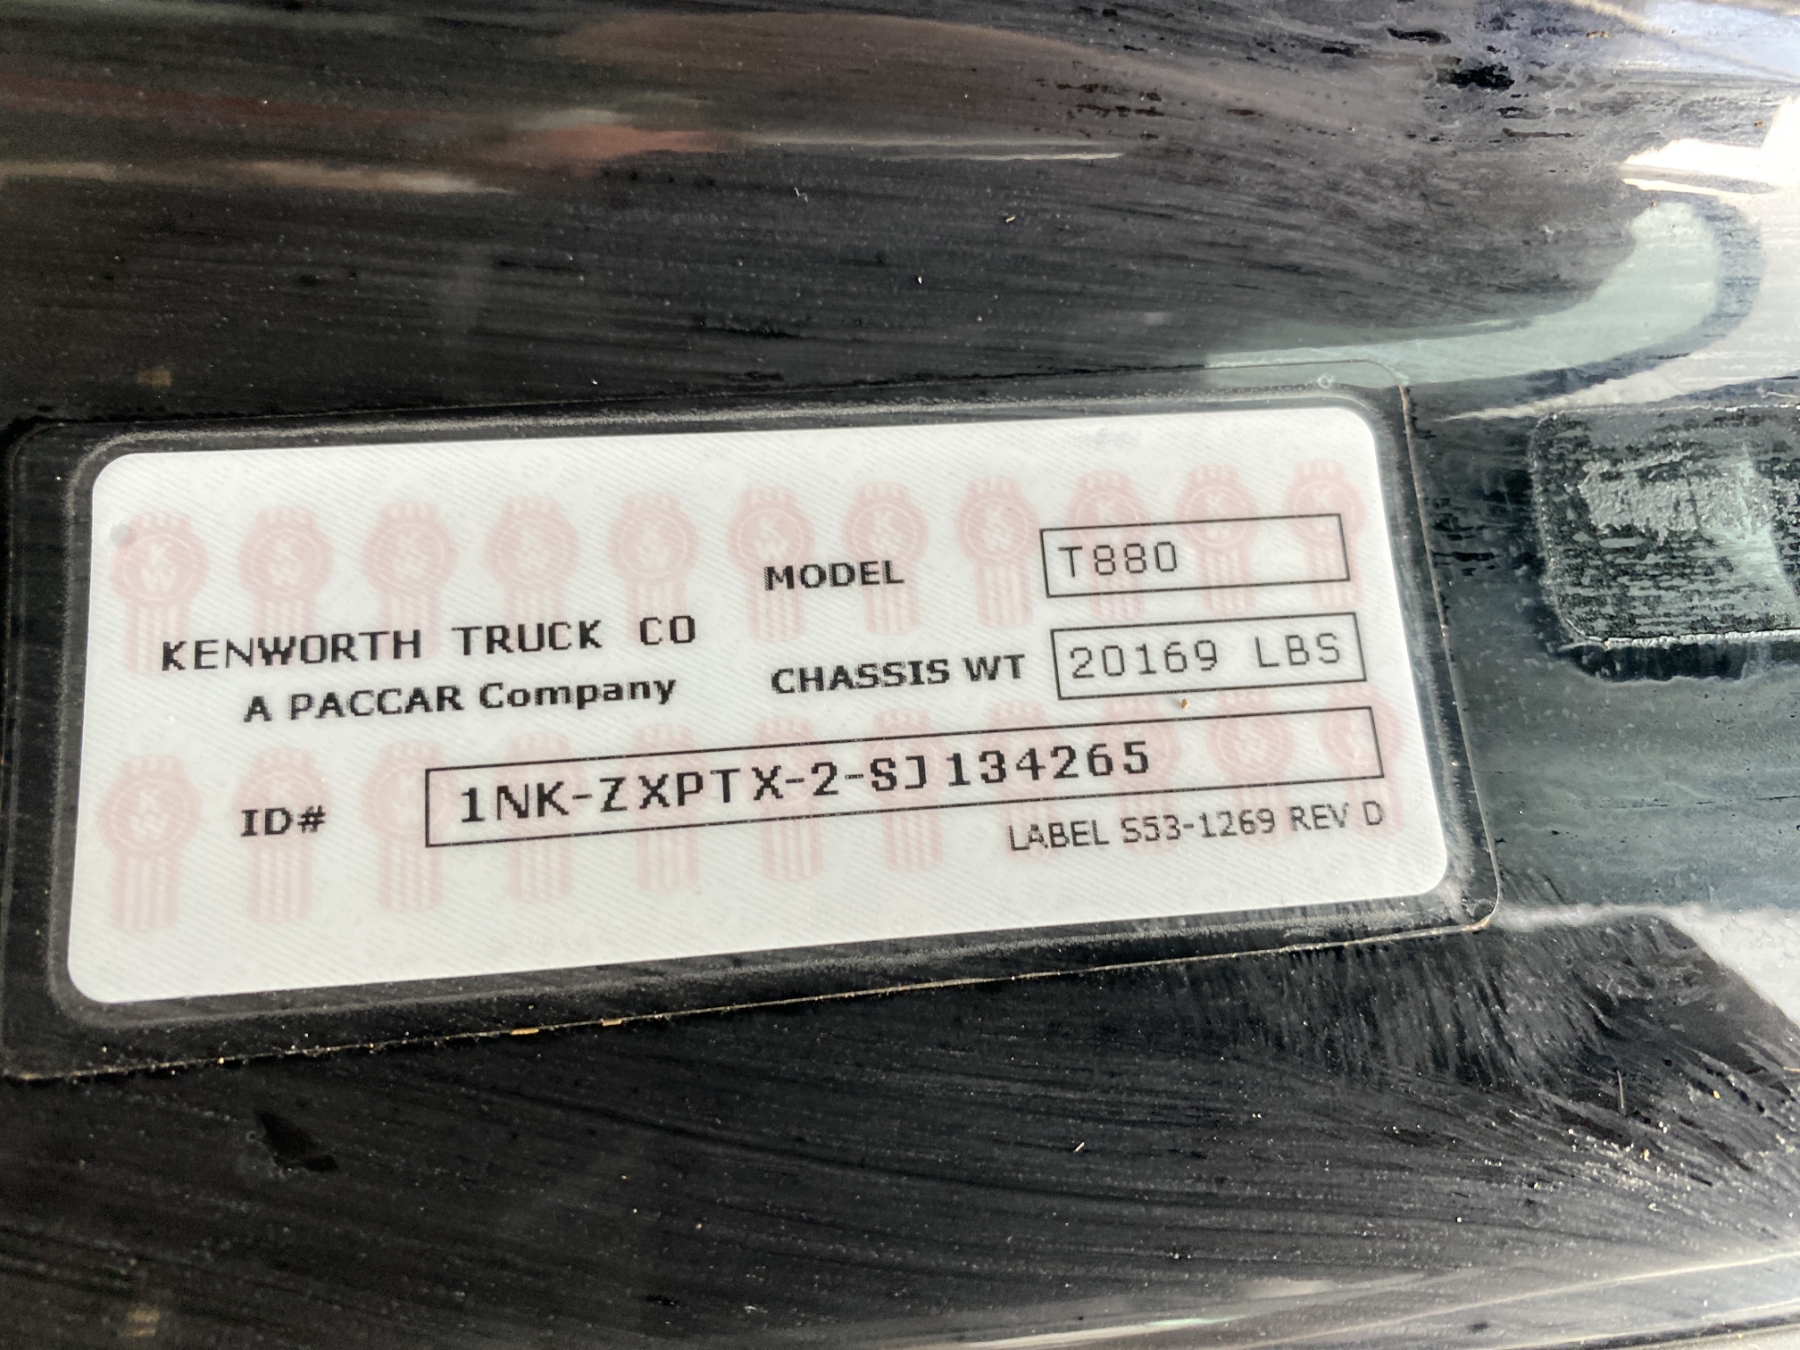 KENWORTH TRUCK CO
A PACCAR Company
MODEL T880
CHASSIS WT 20169 LBS
ID# 1NK-ZXPTX-2-SJ134265
LABEL S53-1269 REV D